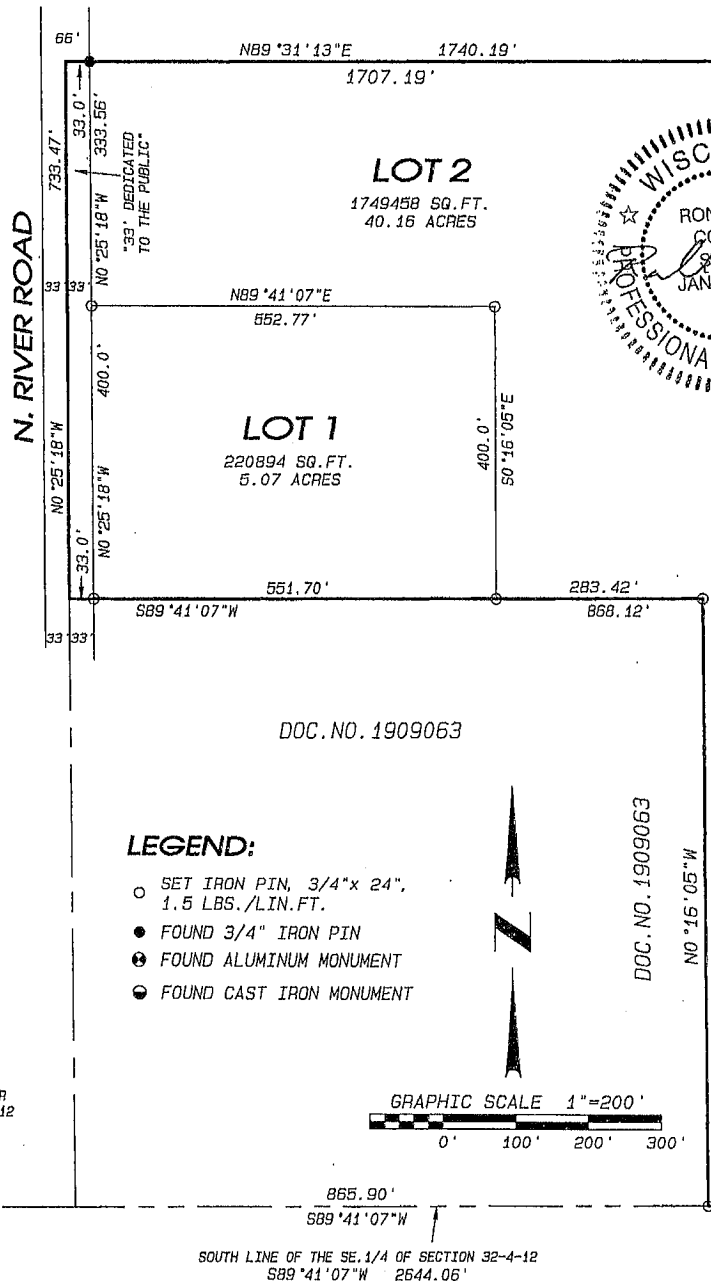 66'
N89°31'13"E 1740.19'
1707.19'
33.0'
333.56'
733.47'
N0°25'18"W
"33' DEDICATED
TO THE PUBLIC"
LOT 2
1749458 SQ.FT.
40.16 ACRES
WISC
RON
CO
JAN
PROFESSIONA
N. RIVER ROAD
33' 33'
N89°41'07"E
552.77'
400.0'
N0°25'18"W
N0°25'18"W
LOT 1
220894 SQ.FT.
5.07 ACRES
400.0'
S0°16'05"E
33.0'
551.70'
283.42'
S89°41'07"W
868.12'
33' 33'
DOC.NO.1909063
DOC.NO.1909063
N0°16'05"W
LEGEND:
SET IRON PIN, 3/4"x 24",
1.5 LBS./LIN.FT.
FOUND 3/4" IRON PIN
FOUND ALUMINUM MONUMENT
FOUND CAST IRON MONUMENT
R
12
GRAPHIC SCALE 1"=200'
0' 100' 200' 300'
865.90'
S89°41'07"W
SOUTH LINE OF THE SE.1/4 OF SECTION 32-4-12
S89°41'07"W 2644.06'